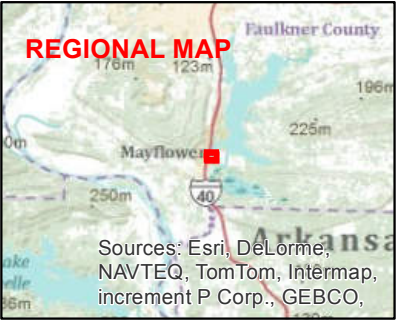 Faulkner County
REGIONAL MAP
176m
123m
196m
225m
Mayflower
250m
40
Arkansa
Sources: Esri, DeLorme,
NAVTEQ, TomTom, Intermap,
increment P Corp., GEBCO,